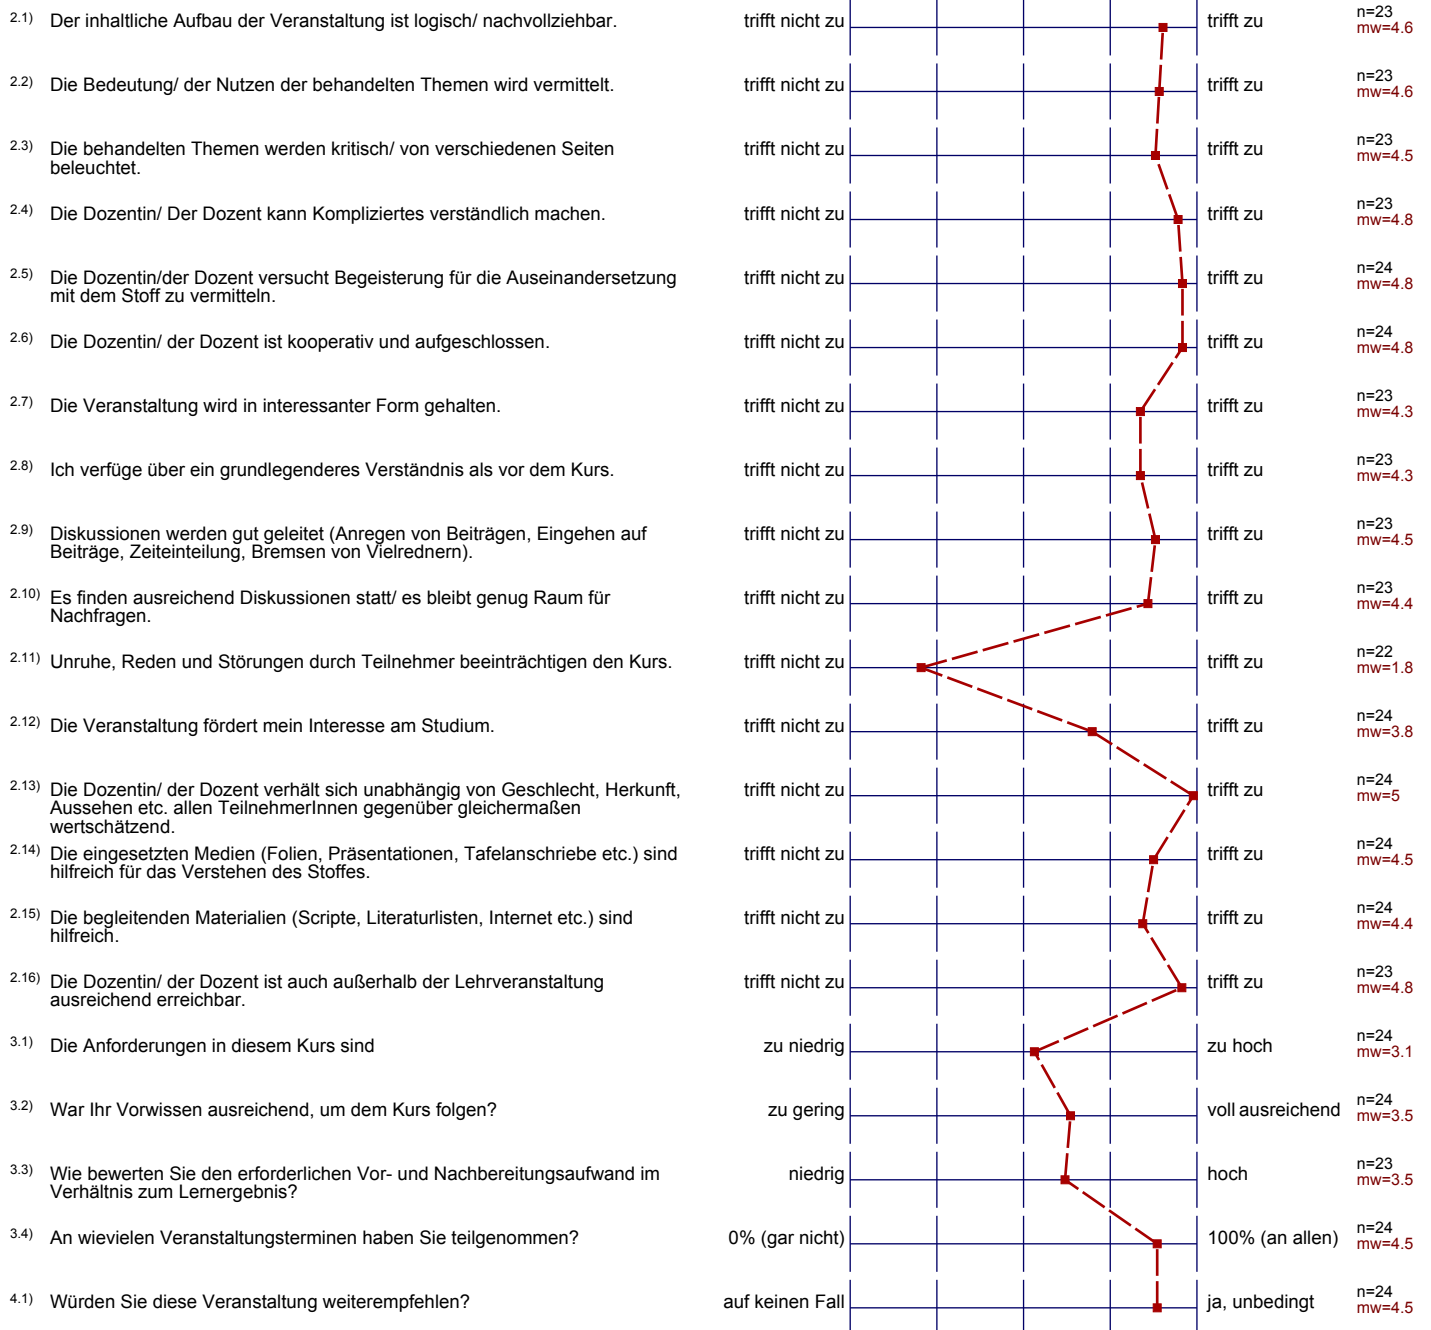 2.1) Der inhaltliche Aufbau der Veranstaltung ist logisch/ nachvollziehbar. trifft nicht zu trifft zu n=23
mw=4.6
2.2) Die Bedeutung/ der Nutzen der behandelten Themen wird vermittelt. trifft nicht zu trifft zu n=23
mw=4.6
2.3) Die behandelten Themen werden kritisch/ von verschiedenen Seiten trifft nicht zu trifft zu n=23
beleuchtet. mw=4.5
2.4) Die Dozentin/ Der Dozent kann Kompliziertes verständlich machen. trifft nicht zu trifft zu n=23
mw=4.8
2.5) Die Dozentin/der Dozent versucht Begeisterung für die Auseinandersetzung trifft nicht zu trifft zu n=24
mit dem Stoff zu vermitteln. mw=4.8
2.6) Die Dozentin/ der Dozent ist kooperativ und aufgeschlossen. trifft nicht zu trifft zu n=24
mw=4.8
2.7) Die Veranstaltung wird in interessanter Form gehalten. trifft nicht zu trifft zu n=23
mw=4.3
2.8) Ich verfüge über ein grundlegenderes Verständnis als vor dem Kurs. trifft nicht zu trifft zu n=23
mw=4.3
2.9) Diskussionen werden gut geleitet (Anregen von Beiträgen, Eingehen auf trifft nicht zu trifft zu n=23
Beiträge, Zeiteinteilung, Bremsen von Vielrednern). mw=4.5
2.10) Es finden ausreichend Diskussionen statt/ es bleibt genug Raum für trifft nicht zu trifft zu n=23
Nachfragen. mw=4.4
2.11) Unruhe, Reden und Störungen durch Teilnehmer beeinträchtigen den Kurs. trifft nicht zu trifft zu n=22
mw=1.8
2.12) Die Veranstaltung fördert mein Interesse am Studium. trifft nicht zu trifft zu n=24
mw=3.8
2.13) Die Dozentin/ der Dozent verhält sich unabhängig von Geschlecht, Herkunft, trifft nicht zu trifft zu n=24
Aussehen etc. allen TeilnehmerInnen gegenüber gleichermaßen mw=5
wertschätzend.
2.14) Die eingesetzten Medien (Folien, Präsentationen, Tafelanschriebe etc.) sind trifft nicht zu trifft zu n=24
hilfreich für das Verstehen des Stoffes. mw=4.5
2.15) Die begleitenden Materialien (Scripte, Literaturlisten, Internet etc.) sind trifft nicht zu trifft zu n=24
hilfreich. mw=4.4
2.16) Die Dozentin/ der Dozent ist auch außerhalb der Lehrveranstaltung trifft nicht zu trifft zu n=23
ausreichend erreichbar. mw=4.8
3.1) Die Anforderungen in diesem Kurs sind zu niedrig zu hoch n=24
mw=3.1
3.2) War Ihr Vorwissen ausreichend, um dem Kurs folgen? zu gering voll ausreichend n=24
mw=3.5
3.3) Wie bewerten Sie den erforderlichen Vor- und Nachbereitungsaufwand im niedrig hoch n=23
Verhältnis zum Lernergebnis? mw=3.5
3.4) An wievielen Veranstaltungsterminen haben Sie teilgenommen? 0% (gar nicht) 100% (an allen) n=24
mw=4.5
4.1) Würden Sie diese Veranstaltung weiterempfehlen? auf keinen Fall ja, unbedingt n=24
mw=4.5